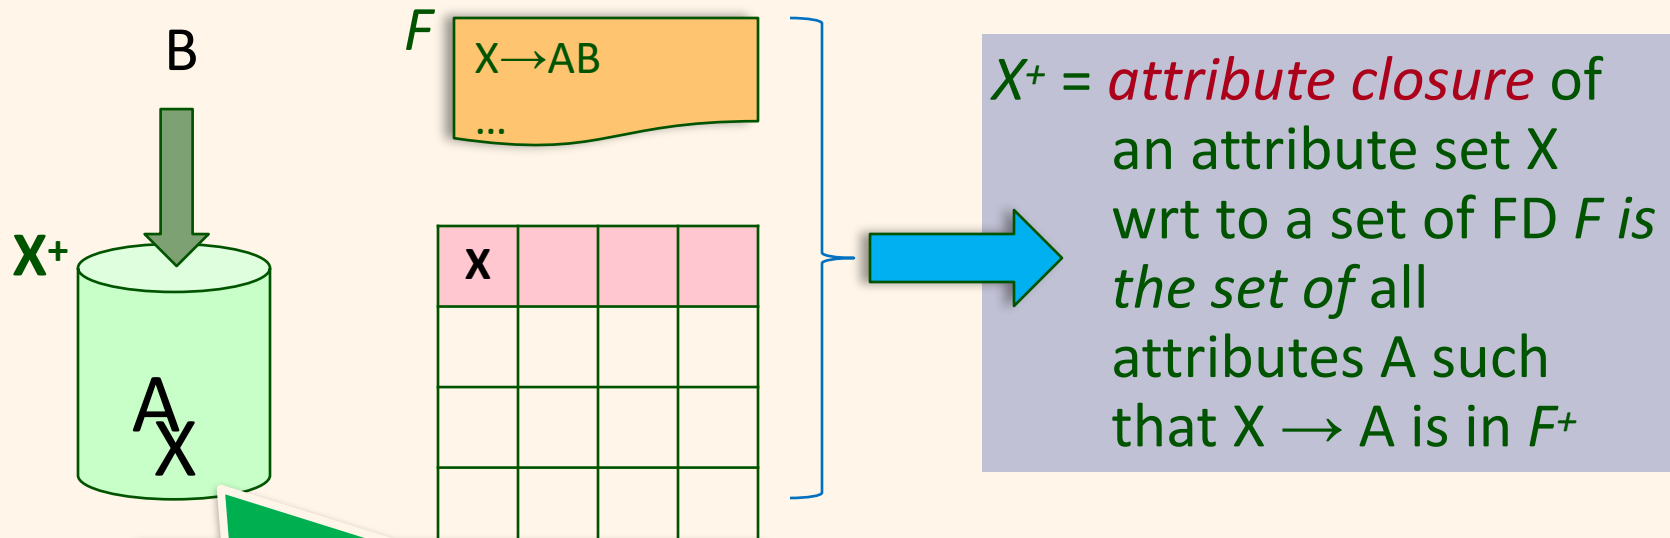 B
X⁺
A
X
F
X→AB
...
X
X⁺ = attribute closure of
an attribute set X
wrt to a set of FD F is
the set of all
attributes A such
that X → A is in F⁺